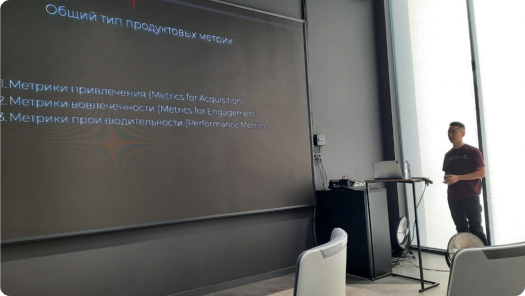 Общий тип продуктовых метрик
1. Метрики привлечения (Metrics for Acquisition)
2. Метрики вовлеченности (Metrics for Engagement)
3. Метрики производительности (Performance Metrics)